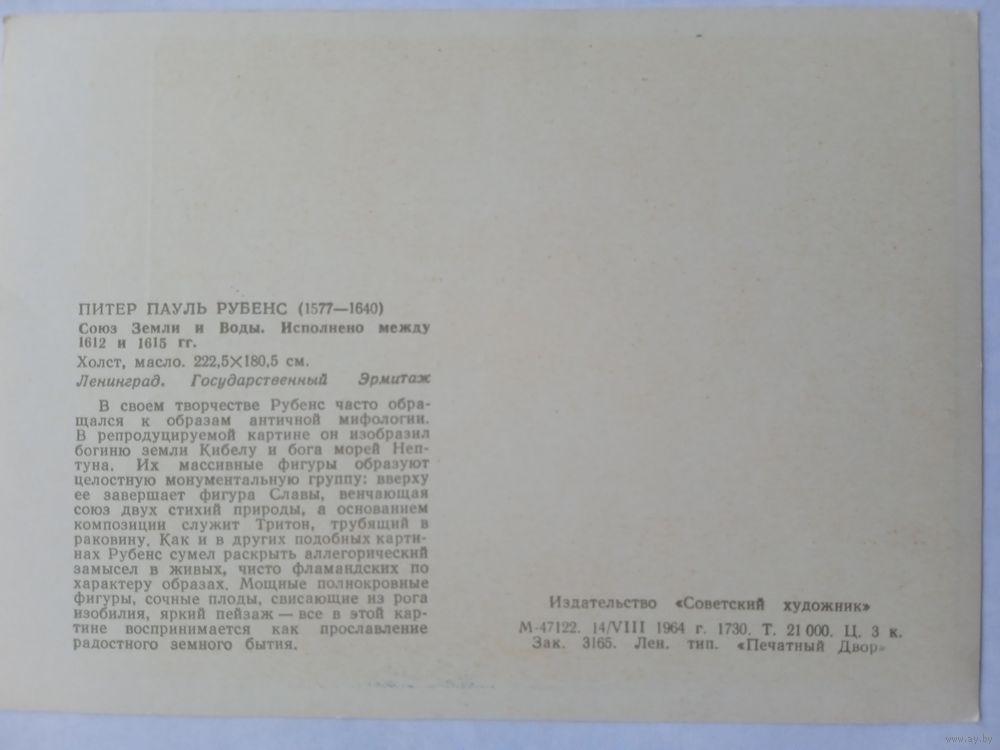 ПИТЕР ПАУЛЬ РУБЕНС (1577—1640)
Союз Земли и Воды. Исполнено между
1612 и 1615 гг.
Холст, масло. 222,5×180,5 см.
Ленинград. Государственный Эрмитаж
В своем творчестве Рубенс часто обра-
щался к образам античной мифологии.
В репродуцируемой картине он изобразил
богиню земли Кибелу и бога морей Неп-
туна. Их массивные фигуры образуют
целостную монументальную группу: вверху
ее завершает фигура Славы, венчающая
союз двух стихий природы, а основанием
композиции служит Тритон, трубящий в
раковину. Как и в других подобных карти-
нах Рубенс сумел раскрыть аллегорический
замысел в живых, чисто фламандских по
характеру образах. Мощные полнокровные
фигуры, сочные плоды, свисающие из рога
изобилия, яркий пейзаж — все в этой кар-
тине воспринимается как прославление
радостного земного бытия.
Издательство «Советский художник»
М-47122. 14/VIII 1964 г. 1730. Т. 21 000. Ц. 3 к.
Зак. 3165. Лен. тип. «Печатный Двор»
www.ay.by